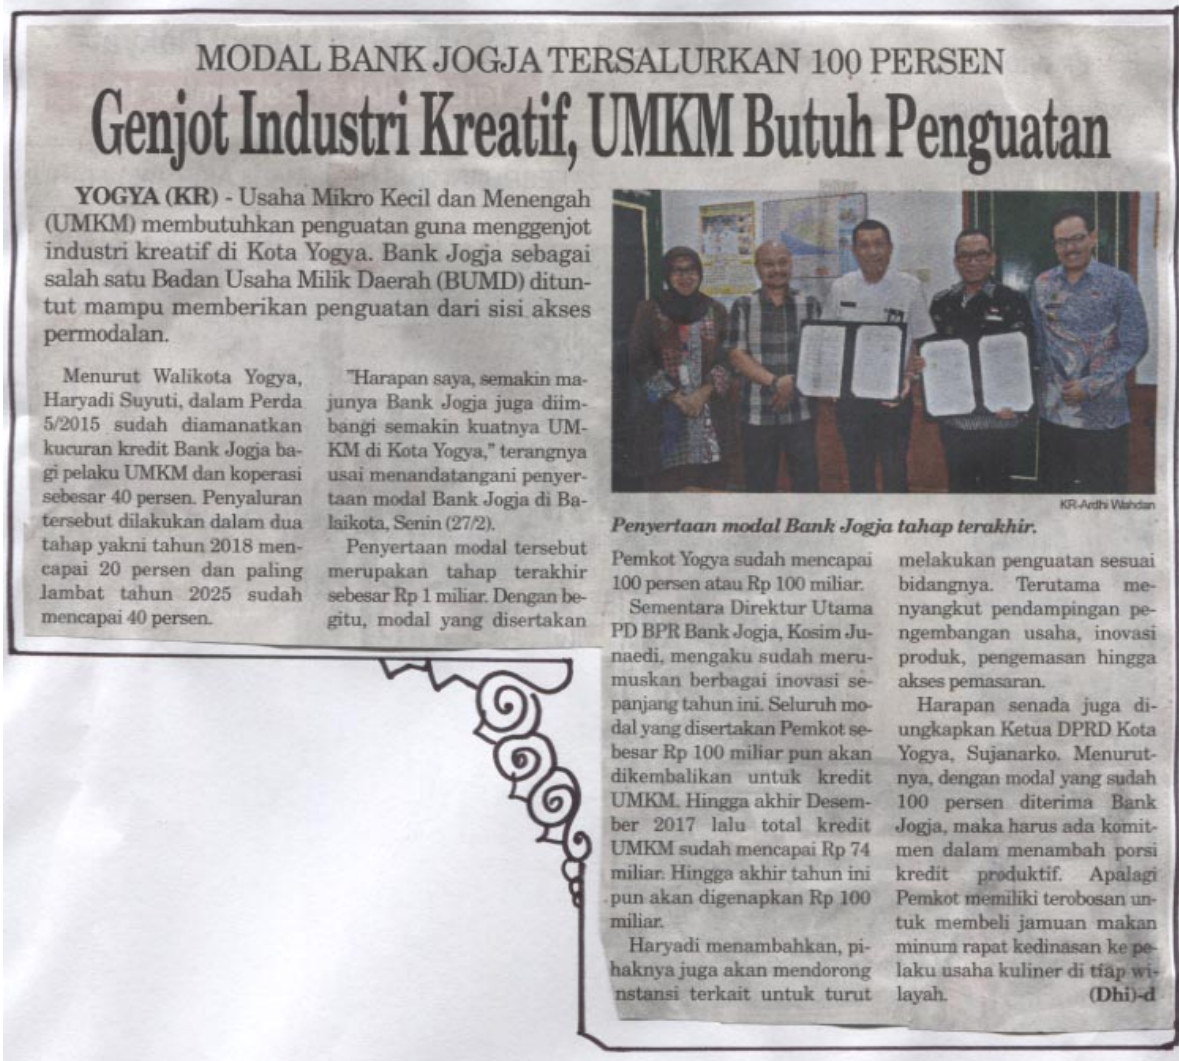 MODAL BANK JOGJA TERSALURKAN 100 PERSEN
Genjot Industri Kreatif, UMKM Butuh Penguatan
YOGYA (KR) - Usaha Mikro Kecil dan Menengah
(UMKM) membutuhkan penguatan guna menggenjot
industri kreatif di Kota Yogya. Bank Jogja sebagai
salah satu Badan Usaha Milik Daerah (BUMD) ditun-
tut mampu memberikan penguatan dari sisi akses
permodalan.
Menurut Walikota Yogya,
Haryadi Suyuti, dalam Perda
5/2015 sudah diamanatkan
kucuran kredit Bank Jogja ba-
gi pelaku UMKM dan koperasi
sebesar 40 persen. Penyaluran
tersebut dilakukan dalam dua
tahap yakni tahun 2018 men-
capai 20 persen dan paling
lambat tahun 2025 sudah
mencapai 40 persen.
"Harapan saya, semakin ma-
junya Bank Jogja juga diim-
bangi semakin kuatnya UM-
KM di Kota Yogya," terangnya
usai menandatangani penyer-
taan modal Bank Jogja di Ba-
laikota, Senin (27/2).
Penyertaan modal tersebut
merupakan tahap terakhir
sebesar Rp 1 miliar. Dengan be-
gitu, modal yang disertakan
KR-Ardhi Wahdan
Penyertaan modal Bank Jogja tahap terakhir.
Pemkot Yogya sudah mencapai
100 persen atau Rp 100 miliar.
Sementara Direktur Utama
PD BPR Bank Jogja, Kosim Ju-
naedi, mengaku sudah meru-
muskan berbagai inovasi se-
panjang tahun ini. Seluruh mo-
dal yang disertakan Pemkot se-
besar Rp 100 miliar pun akan
dikembalikan untuk kredit
UMKM. Hingga akhir Desem-
ber 2017 lalu total kredit
UMKM sudah mencapai Rp 74
miliar. Hingga akhir tahun ini
pun akan digenapkan Rp 100
miliar.
Haryadi menambahkan, pi-
haknya juga akan mendorong
nstansi terkait untuk turut
melakukan penguatan sesuai
bidangnya. Terutama me-
nyangkut pendampingan pe-
ngembangan usaha, inovasi
produk, pengemasan hingga
akses pemasaran.
Harapan senada juga di-
ungkapkan Ketua DPRD Kota
Yogya, Sujanarko. Menurut-
nya, dengan modal yang sudah
100 persen diterima Bank
Jogja, maka harus ada komit-
men dalam menambah porsi
kredit produktif. Apalagi
Pemkot memiliki terobosan un-
tuk membeli jamuan makan
minum rapat kedinasan ke pe-
laku usaha kuliner di tiap wi-
layah. (Dhi)-d